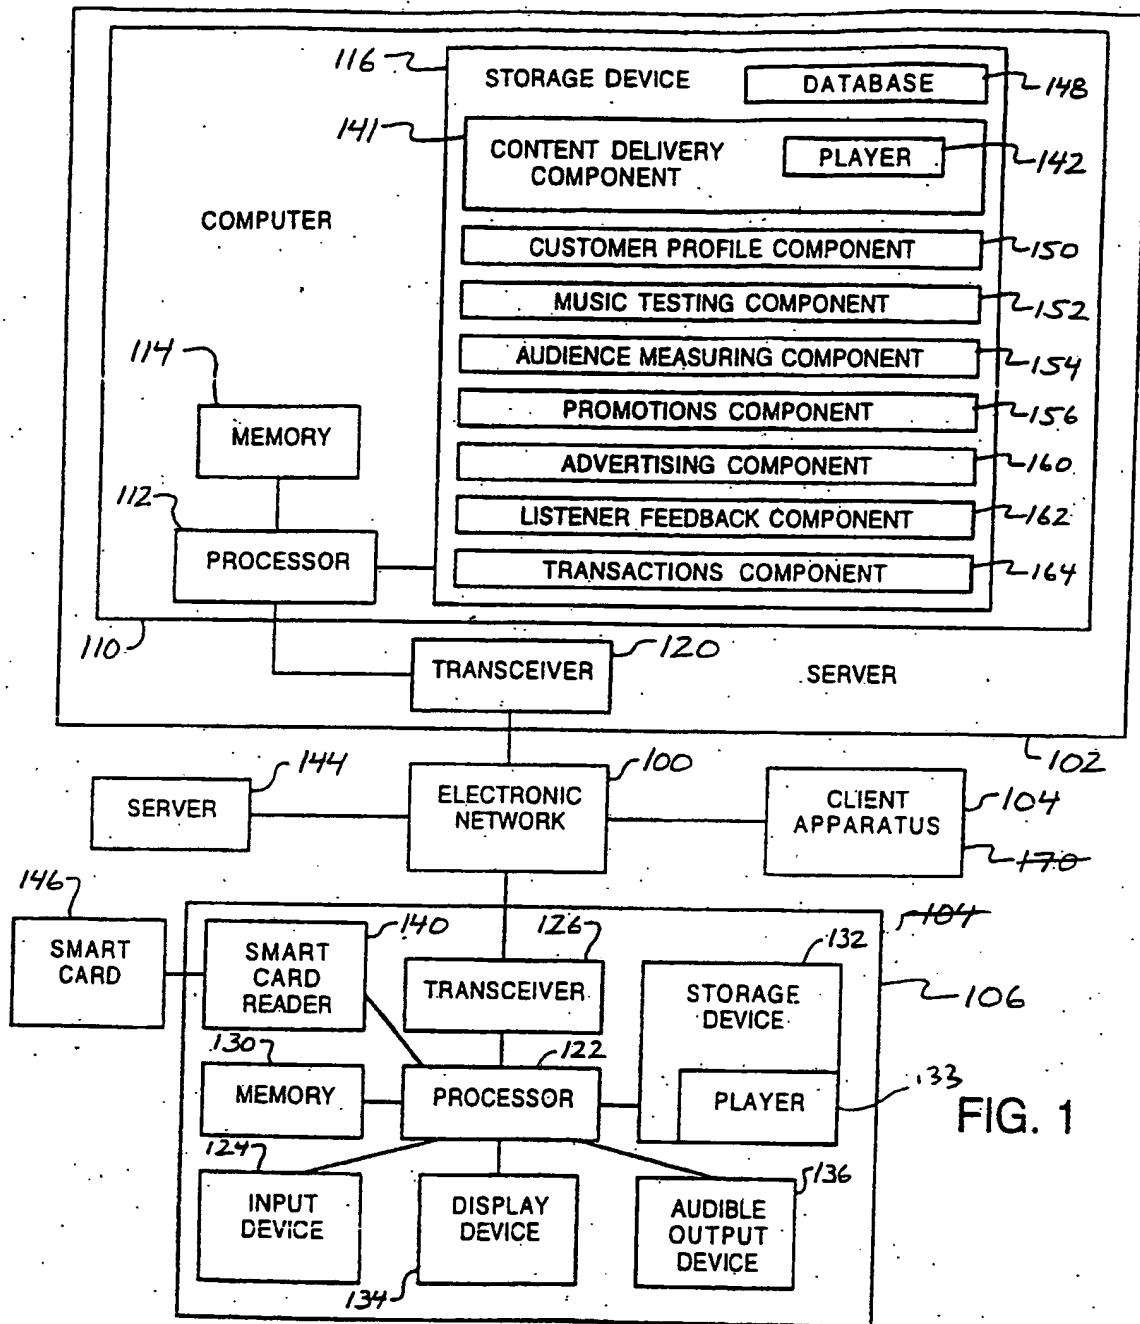 116
STORAGE DEVICE
DATABASE
148
141
CONTENT DELIVERY
COMPONENT
PLAYER
142
COMPUTER
CUSTOMER PROFILE COMPONENT
150
MUSIC TESTING COMPONENT
152
114
AUDIENCE MEASURING COMPONENT
154
MEMORY
PROMOTIONS COMPONENT
156
ADVERTISING COMPONENT
160
112
LISTENER FEEDBACK COMPONENT
162
PROCESSOR
TRANSACTIONS COMPONENT
164
110
TRANSCEIVER
120
SERVER
102
144
SERVER
100
ELECTRONIC
NETWORK
CLIENT
APPARATUS
104
170
146
SMART
CARD
140
SMART
CARD
READER
126
TRANSCEIVER
132
STORAGE
DEVICE
104
106
130
MEMORY
122
PROCESSOR
PLAYER
133
FIG. 1
124
INPUT
DEVICE
DISPLAY
DEVICE
134
136
AUDIBLE
OUTPUT
DEVICE